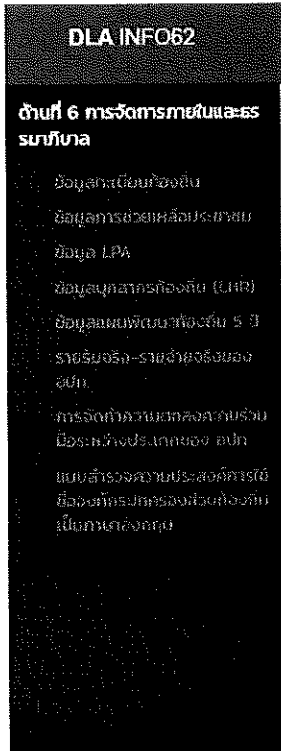 DLA INFO62
ด้านที่ 6 การจัดการภายในและธร
รมาภิบาล
ข้อมูลทะเบียนท้องถิ่น
ข้อมูลการช่วยเหลือประชาชน
ข้อมูล LPA
ข้อมูลบุคลากรท้องถิ่น (LHR)
ข้อมูลแผนพัฒนาท้องถิ่น 5 ปี
รายรับจริง-รายจ่ายจริงของ
อปท.
การจัดทำความตกลงความร่วม
มือระหว่างประเทศของ อปท
แบบสำรวจความประสงค์การใช้
ชื่อองค์กรปกครองส่วนท้องถิ่น
เป็นภาษาอังกฤษ